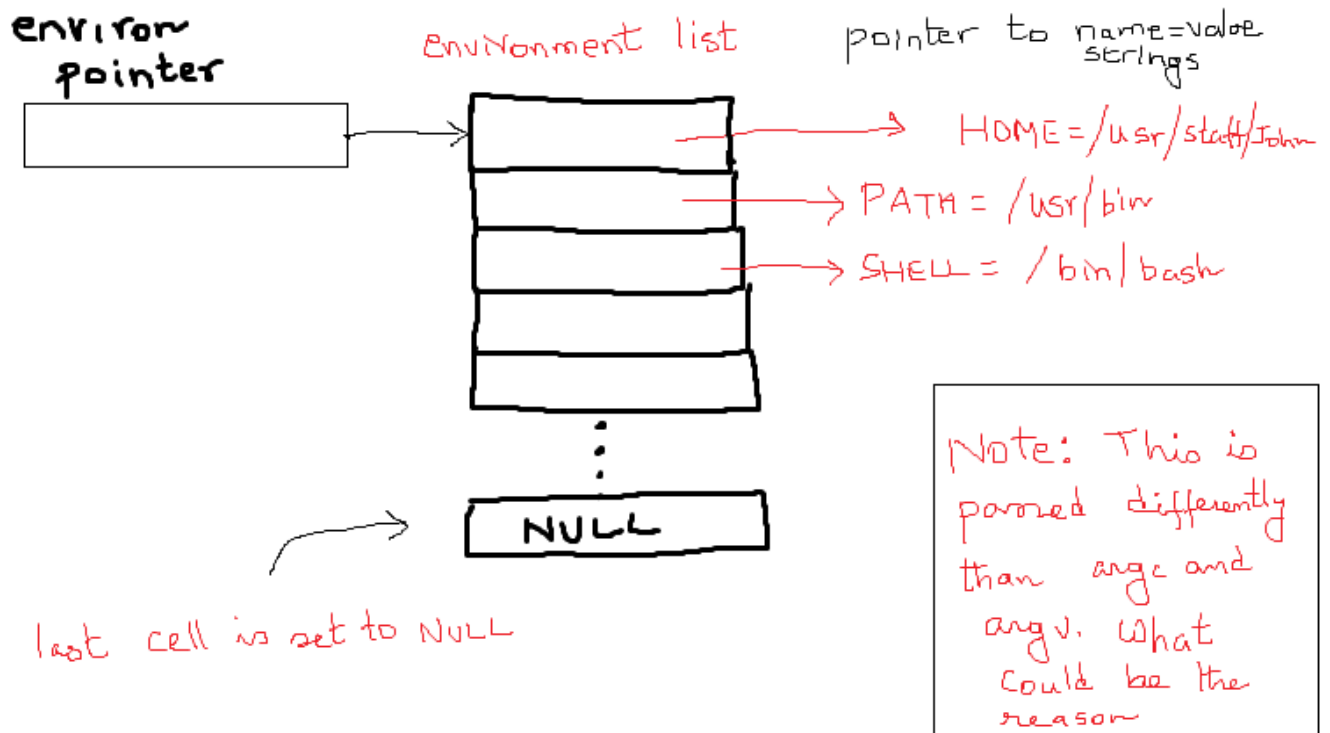 environ
pointer
environment list
pointer to name=value
strings
HOME=/usr/staff/John
PATH = /usr/bin
SHELL = /bin/bash
NULL
last cell is set to NULL
Note: This is
passed differently
than argc and
argv. What
could be the
reason